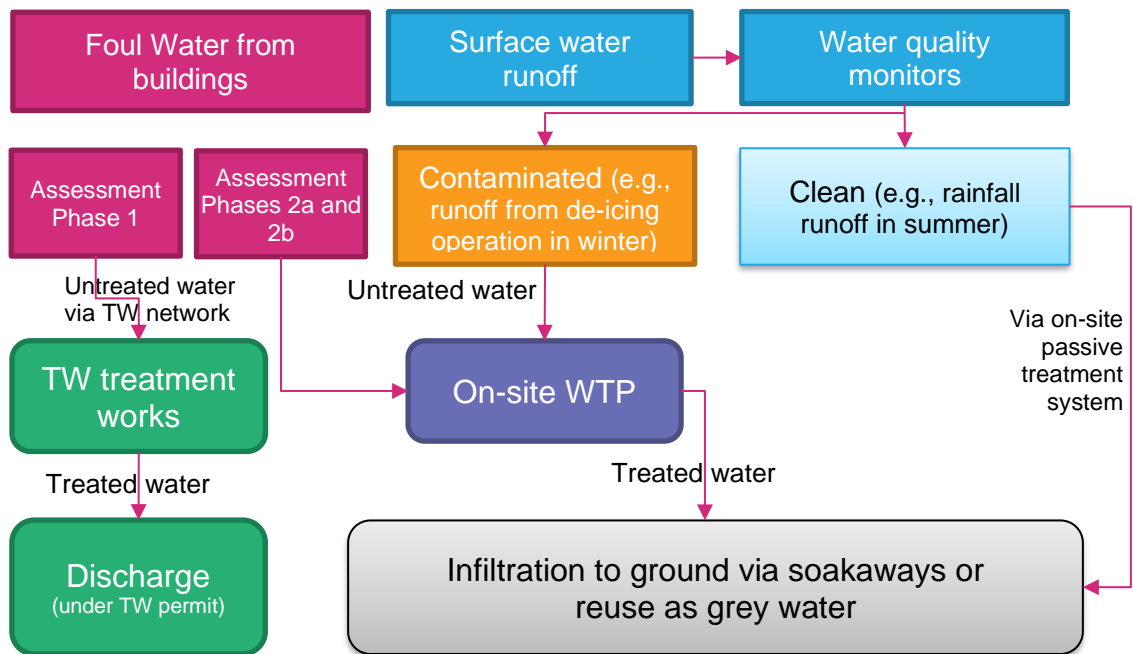 Foul Water from
buildings
Surface water
runoff
Water quality
monitors
Assessment
Phase 1
Assessment
Phases 2a and
2b
Contaminated (e.g.,
runoff from de-icing
operation in winter)
Clean (e.g., rainfall
runoff in summer)
Untreated water
via TW network
Untreated water
Via on-site
passive
treatment
system
TW treatment
works
On-site WTP
Treated water
Treated water
Discharge
(under TW permit)
Infiltration to ground via soakaways or
reuse as grey water